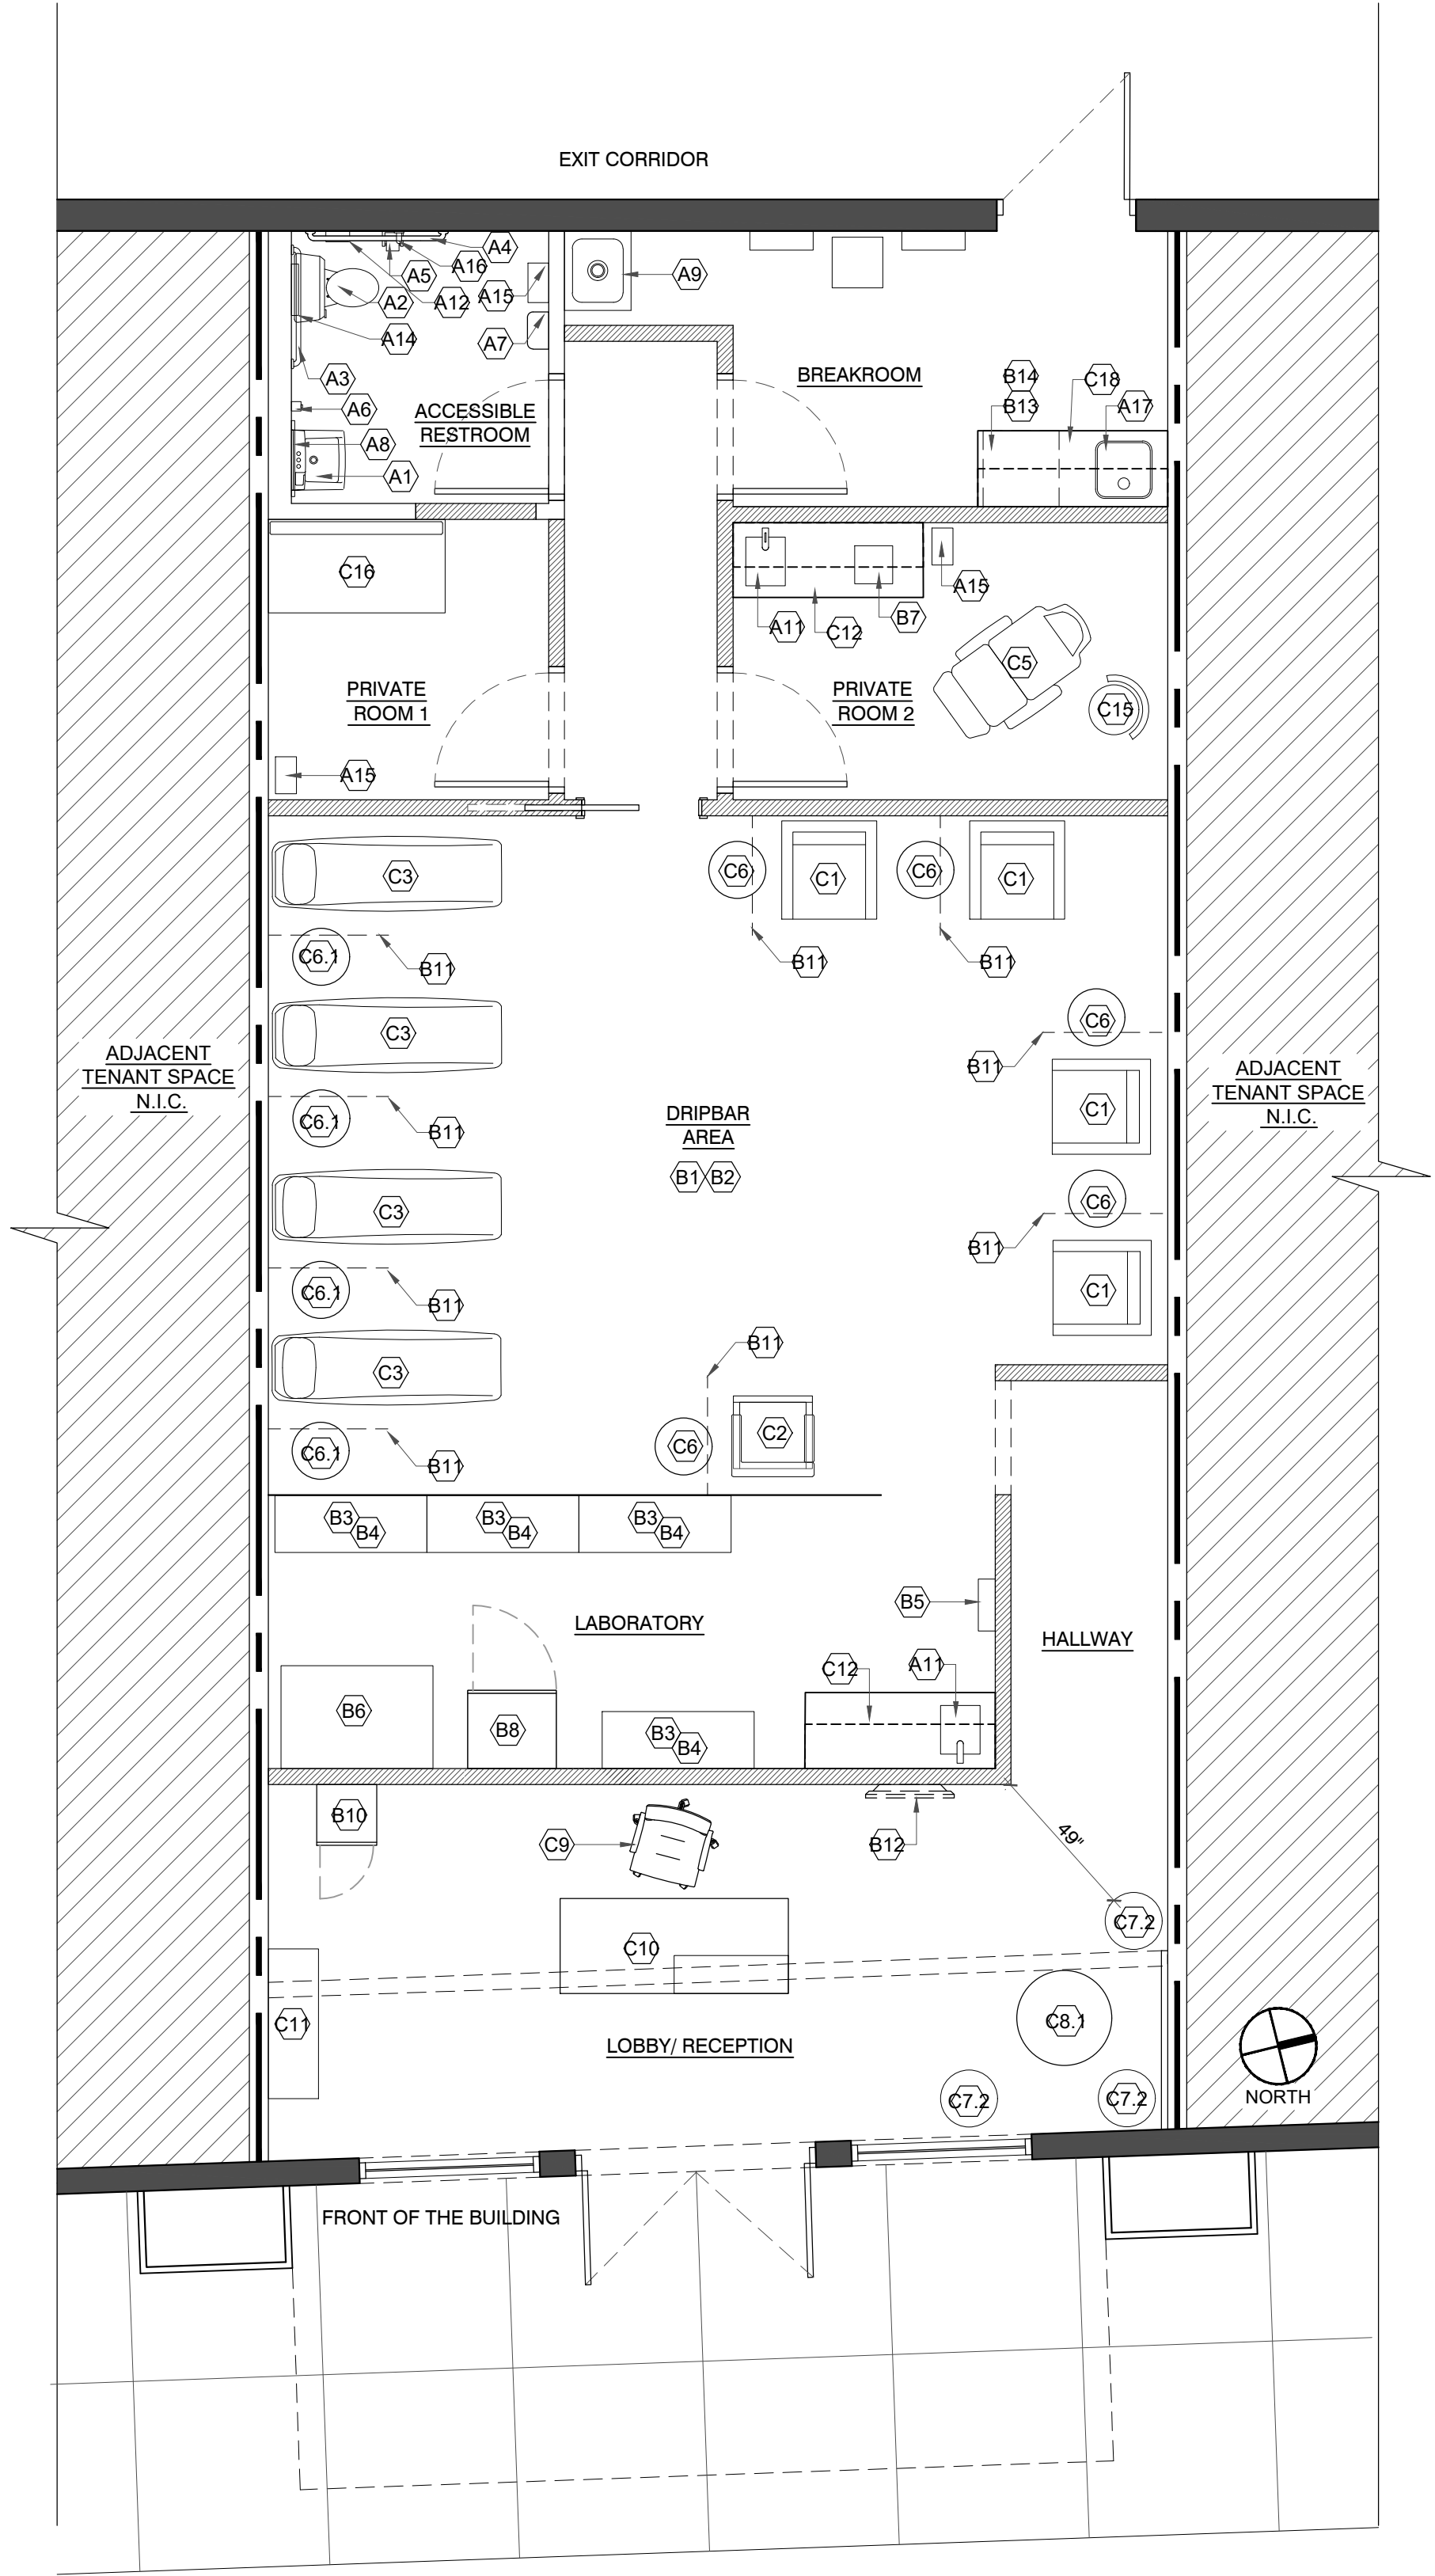 EXIT CORRIDOR
A4
A16
A5
A9
A15
A2
A12
A14
A7
A3
BREAKROOM
B14
C18
A6
ACCESSIBLE
RESTROOM
B13
A17
A8
A1
C16
A15
A11
C12
B7
C5
PRIVATE
ROOM 1
PRIVATE
ROOM 2
C15
A15
C3
C6
C1
C6
C1
C6.1
B11
B11
B11
C3
C6
ADJACENT
TENANT SPACE
N.I.C.
B11
ADJACENT
TENANT SPACE
N.I.C.
C6.1
B11
DRIPBAR
AREA
C1
B1
B2
C3
C6
B11
C6.1
B11
C1
B11
C3
C2
C6.1
B11
C6
B3
B4
B3
B4
B3
B4
B5
LABORATORY
HALLWAY
C12
A11
B6
B8
B3
B4
B10
C9
B12
49"
C7.2
C10
C11
C8.1
LOBBY/ RECEPTION
C7.2
C7.2
NORTH
FRONT OF THE BUILDING